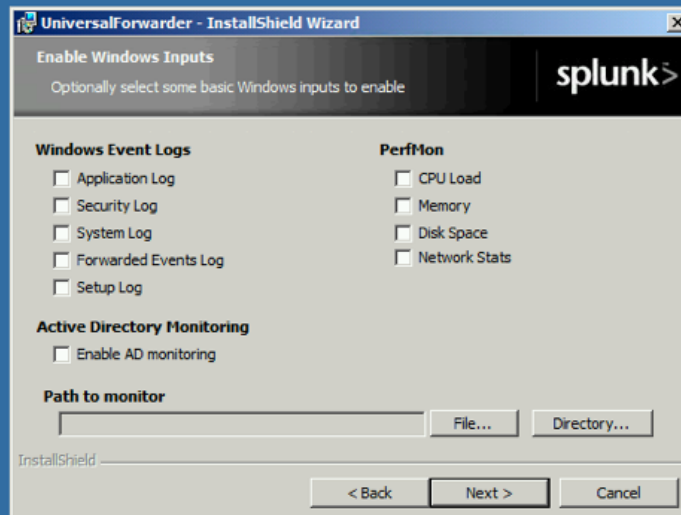 UniversalForwarder - InstallShield Wizard
Enable Windows Inputs
Optionally select some basic Windows inputs to enable
splunk>
Windows Event Logs
Application Log
Security Log
System Log
Forwarded Events Log
Setup Log
PerfMon
CPU Load
Memory
Disk Space
Network Stats
Active Directory Monitoring
Enable AD monitoring
Path to monitor
File...
Directory...
InstallShield
< Back
Next >
Cancel